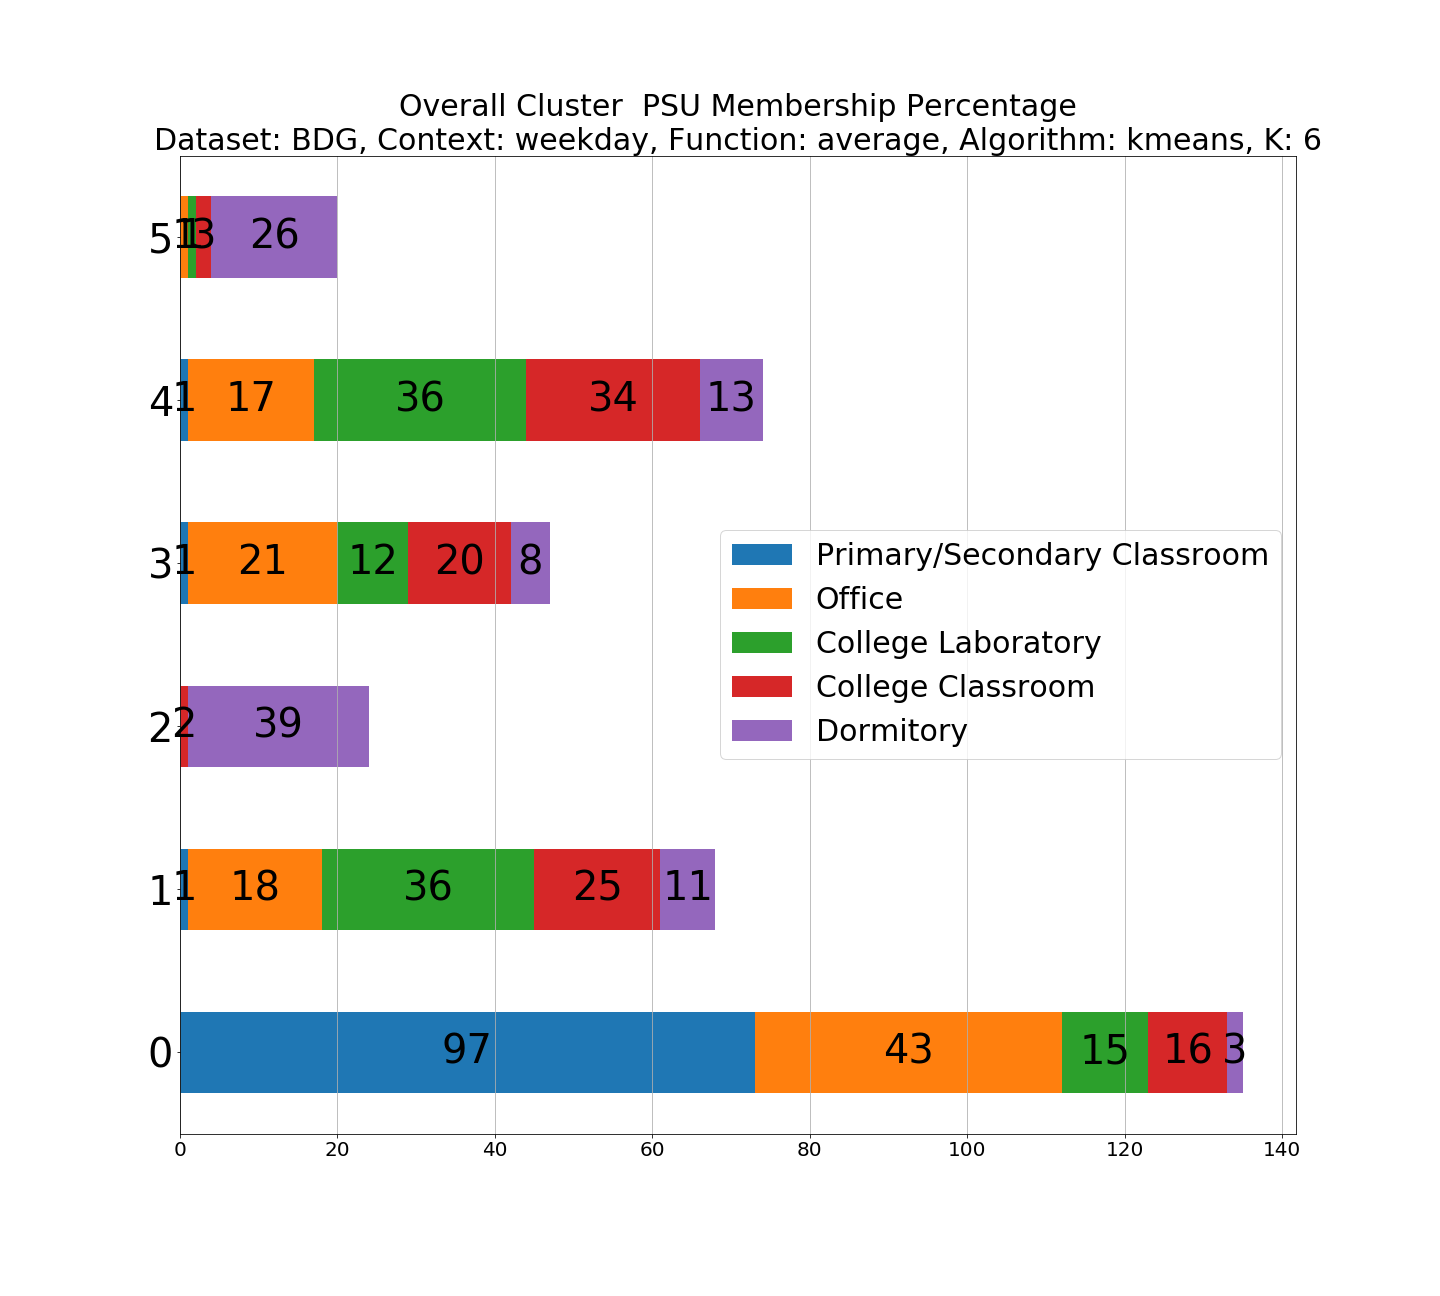 Overall Cluster  PSU Membership Percentage
Dataset: BDG, Context: weekday, Function: average, Algorithm: kmeans, K: 6
5 1 1 3 26
4 1 17 36 34 13
3 1 21 12 20 8
Primary/Secondary Classroom
Office
College Laboratory
College Classroom
Dormitory
2 2 39
1 1 18 36 25 11
0 97 43 15 16 3
0 20 40 60 80 100 120 140